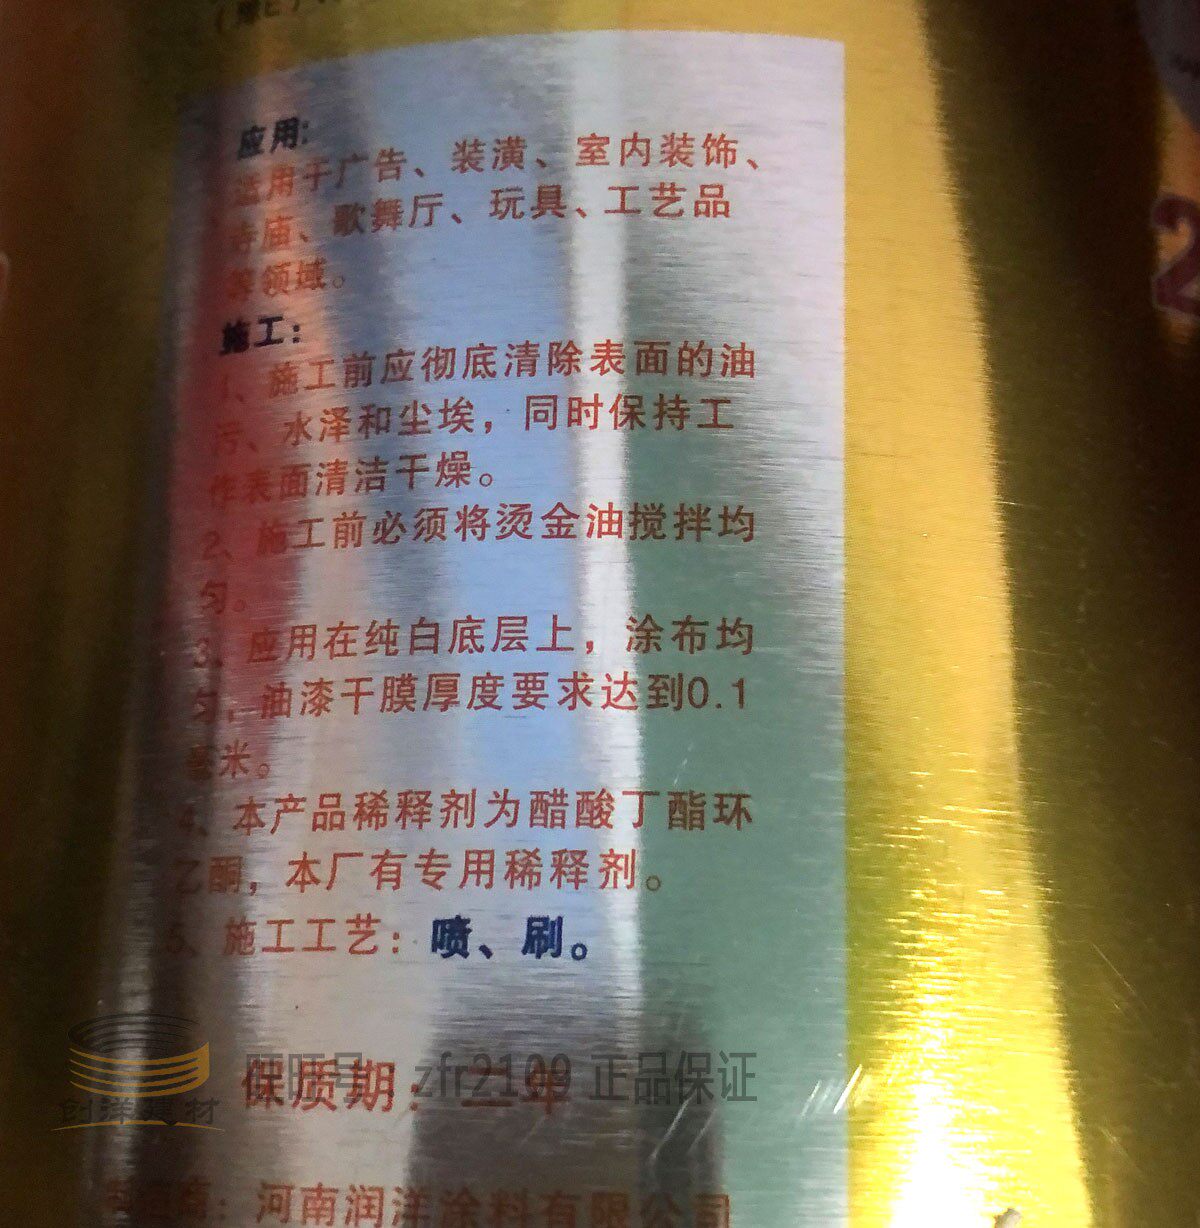 应用:
适用于广告、装潢、室内装饰、
寺庙、歌舞厅、玩具、工艺品
等领域。
施工:
1、施工前应彻底清除表面的油
污、水泽和尘埃，同时保持工
作表面清洁干燥。
2、施工前必须将烫金油搅拌均
匀。
3、应用在纯白底层上，涂布均
匀，油漆干膜厚度要求达到0.1
毫米。
4、本产品稀释剂为醋酸丁酯环
乙酮，本厂有专用稀释剂。
5、施工工艺：喷、刷。
保质期：二年
旺旺号 zfr2109 正品保证
创洋建材
河南润洋涂料有限公司
2